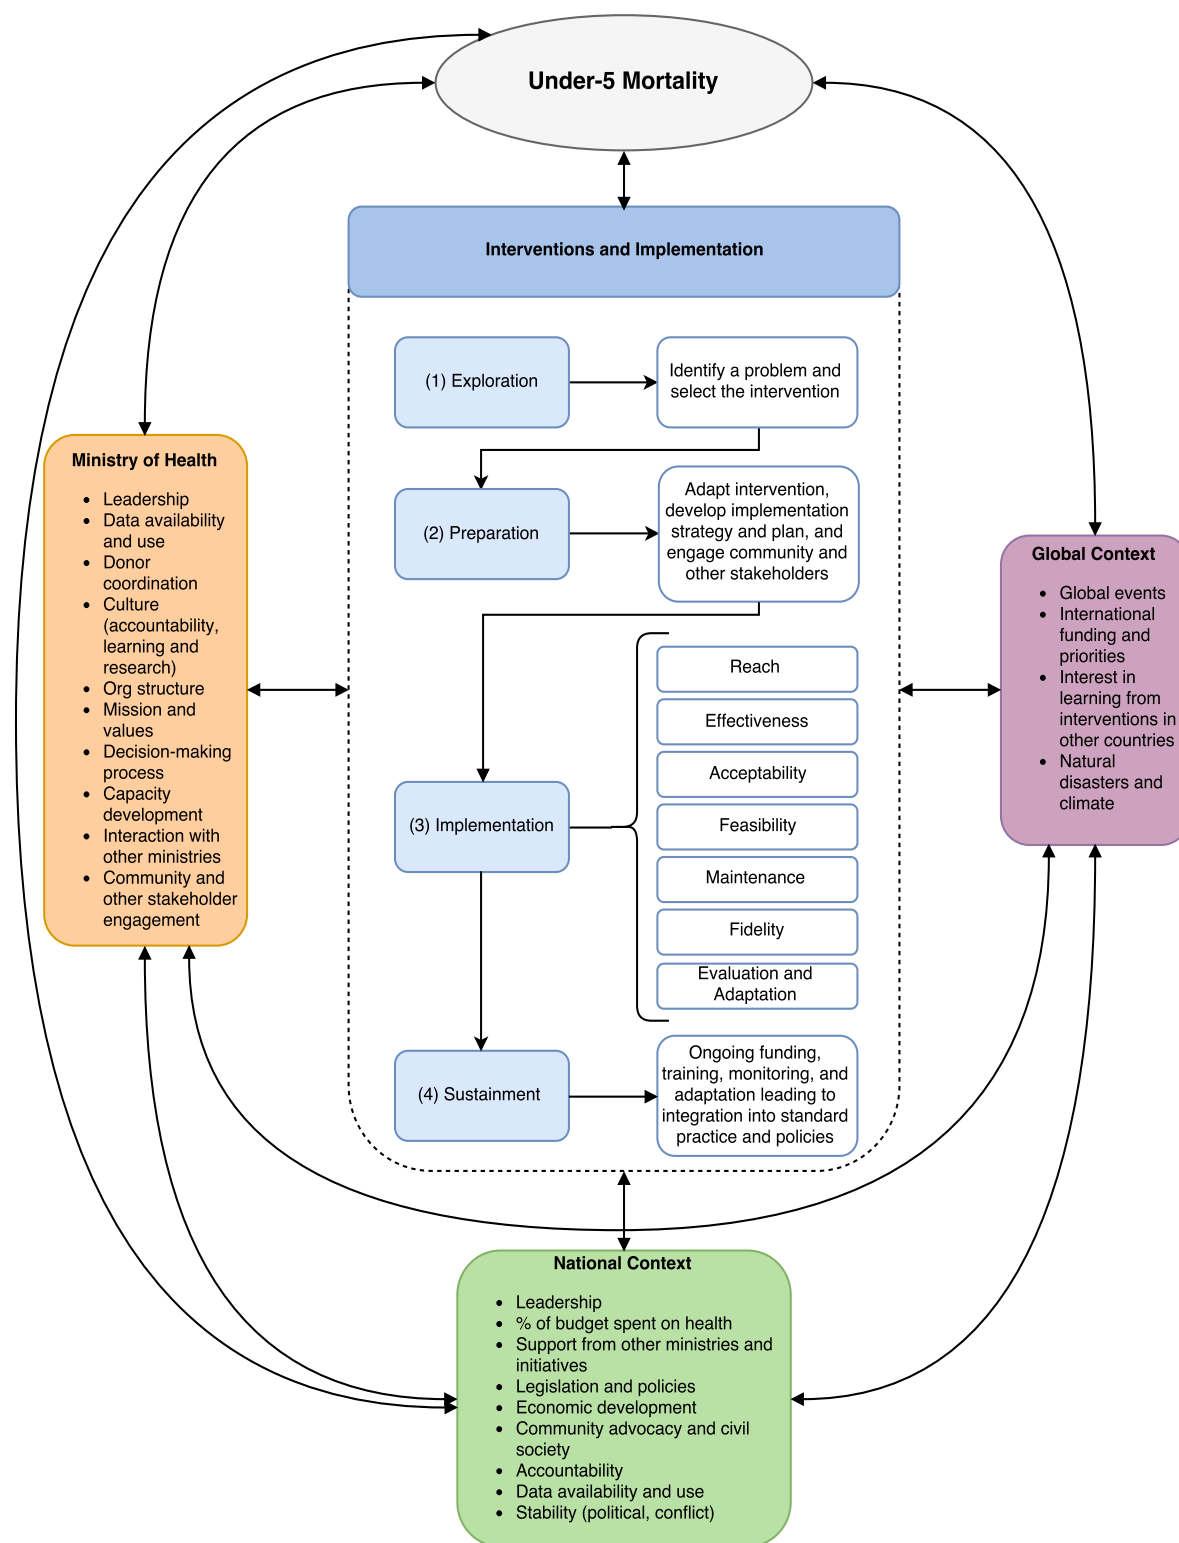 Under-5 Mortality
Interventions and Implementation
(1) Exploration
Identify a problem and
select the intervention
(2) Preparation
Adapt intervention,
develop implementation
strategy and plan, and
engage community and
other stakeholders
(3) Implementation
Reach
Effectiveness
Acceptability
Feasibility
Maintenance
Fidelity
Evaluation and
Adaptation
(4) Sustainment
Ongoing funding,
training, monitoring, and
adaptation leading to
integration into standard
practice and policies
Ministry of Health
• Leadership
• Data availability
and use
• Donor
coordination
• Culture
(accountability,
learning and
research)
• Org structure
• Mission and
values
• Decision-making
process
• Capacity
development
• Interaction with
other ministries
• Community and
other stakeholder
engagement
Global Context
• Global events
• International
funding and
priorities
• Interest in
learning from
interventions in
other countries
• Natural
disasters and
climate
National Context
• Leadership
• % of budget spent on health
• Support from other ministries and
initiatives
• Legislation and policies
• Economic development
• Community advocacy and civil
society
• Accountability
• Data availability and use
• Stability (political, conflict)